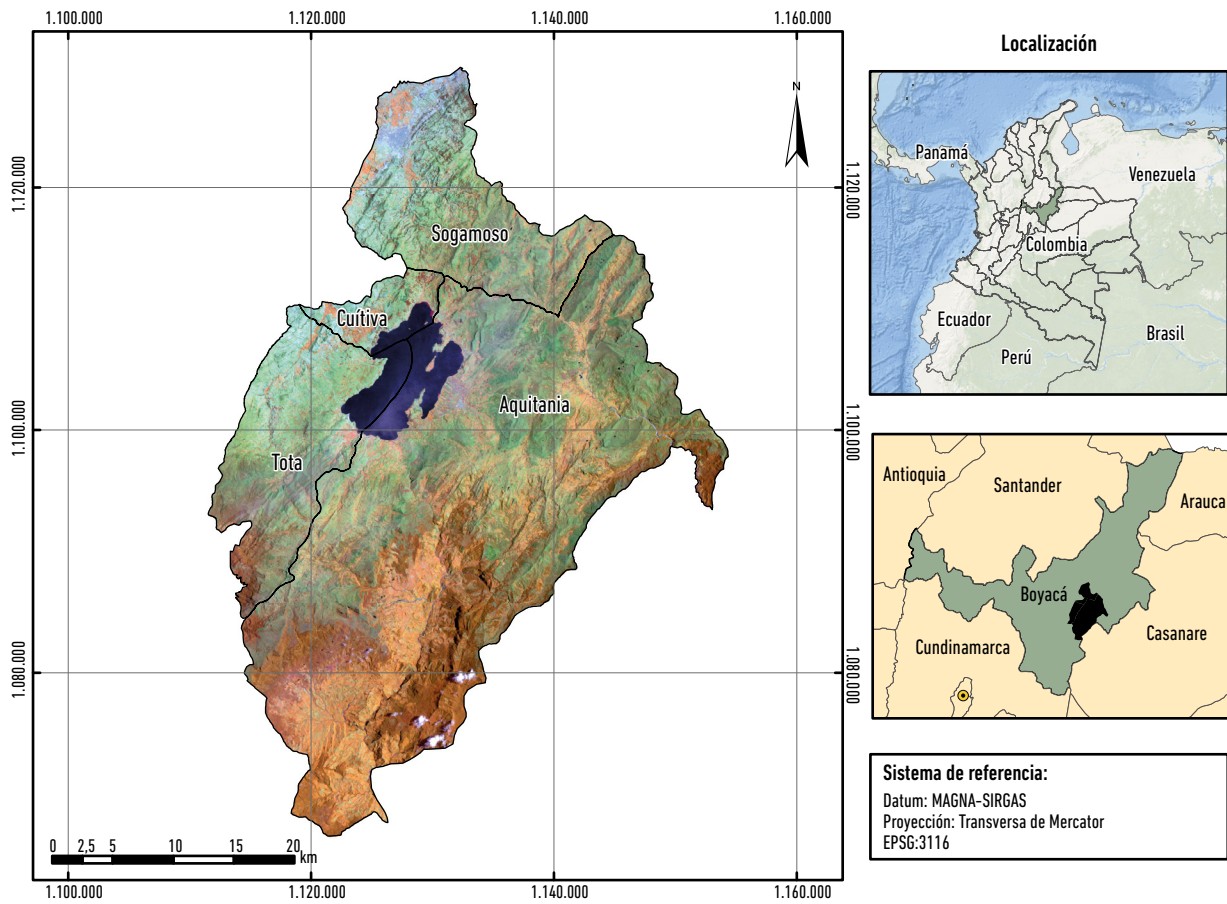 1.100.000
1.120.000
1.140.000
1.160.000
1.120.000
1.100.000
1.080.000
Sogamoso
Cuítiva
Aquitania
Tota
N
0 2,5 5 10 15 20
km
1.120.000
1.100.000
1.080.000
1.100.000
1.120.000
1.140.000
1.160.000
Localización
Panamá
Venezuela
Colombia
Ecuador
Perú
Brasil
Antioquia
Santander
Arauca
Boyacá
Cundinamarca
Casanare
Sistema de referencia:
Datum: MAGNA-SIRGAS
Proyección: Transversa de Mercator
EPSG:3116